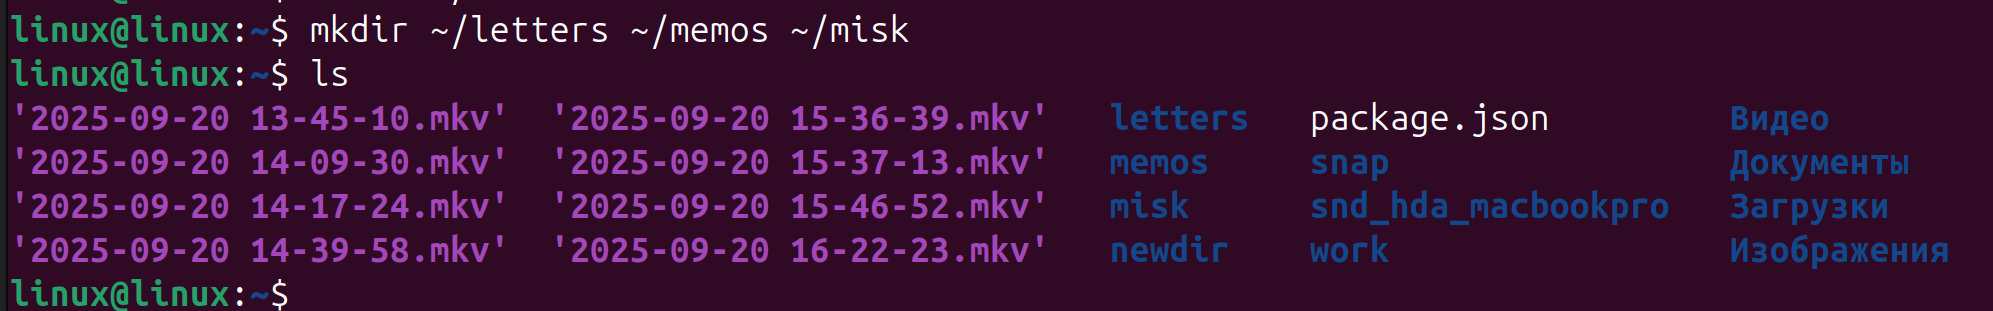 linux@linux:~$ mkdir ~/letters ~/memos ~/misk
linux@linux:~$ ls
'2025-09-20 13-45-10.mkv' '2025-09-20 15-36-39.mkv' letters package.json Видео
'2025-09-20 14-09-30.mkv' '2025-09-20 15-37-13.mkv' memos snap Документы
'2025-09-20 14-17-24.mkv' '2025-09-20 15-46-52.mkv' misk snd_hda_macbookpro Загрузки
'2025-09-20 14-39-58.mkv' '2025-09-20 16-22-23.mkv' newdir work Изображения
linux@linux:~$